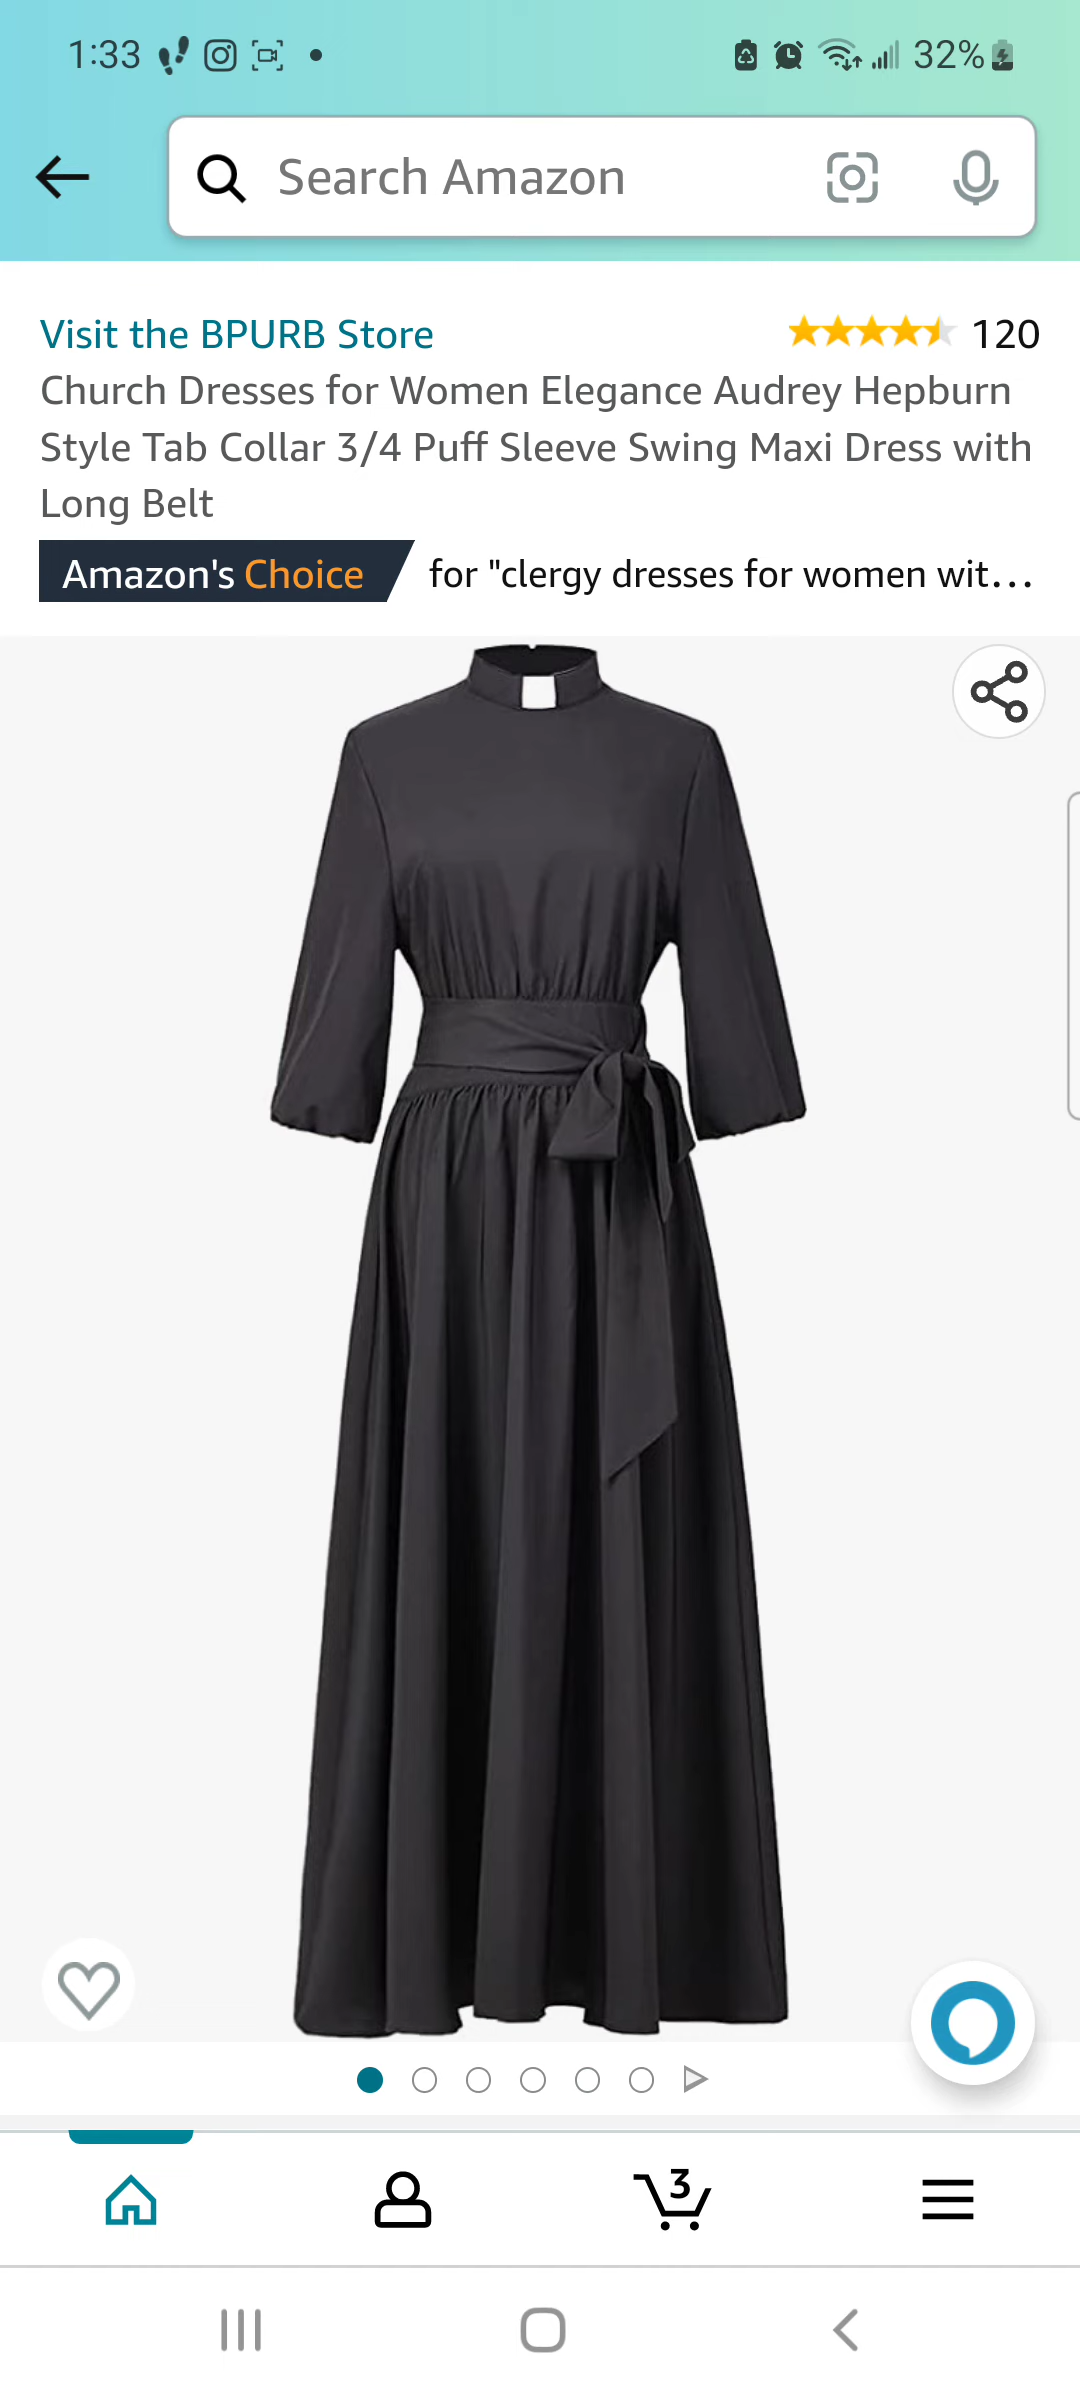 1:33
32%
Search Amazon
Visit the BPURB Store
120
Church Dresses for Women Elegance Audrey Hepburn
Style Tab Collar 3/4 Puff Sleeve Swing Maxi Dress with
Long Belt
Amazon's Choice for "clergy dresses for women wit...
3